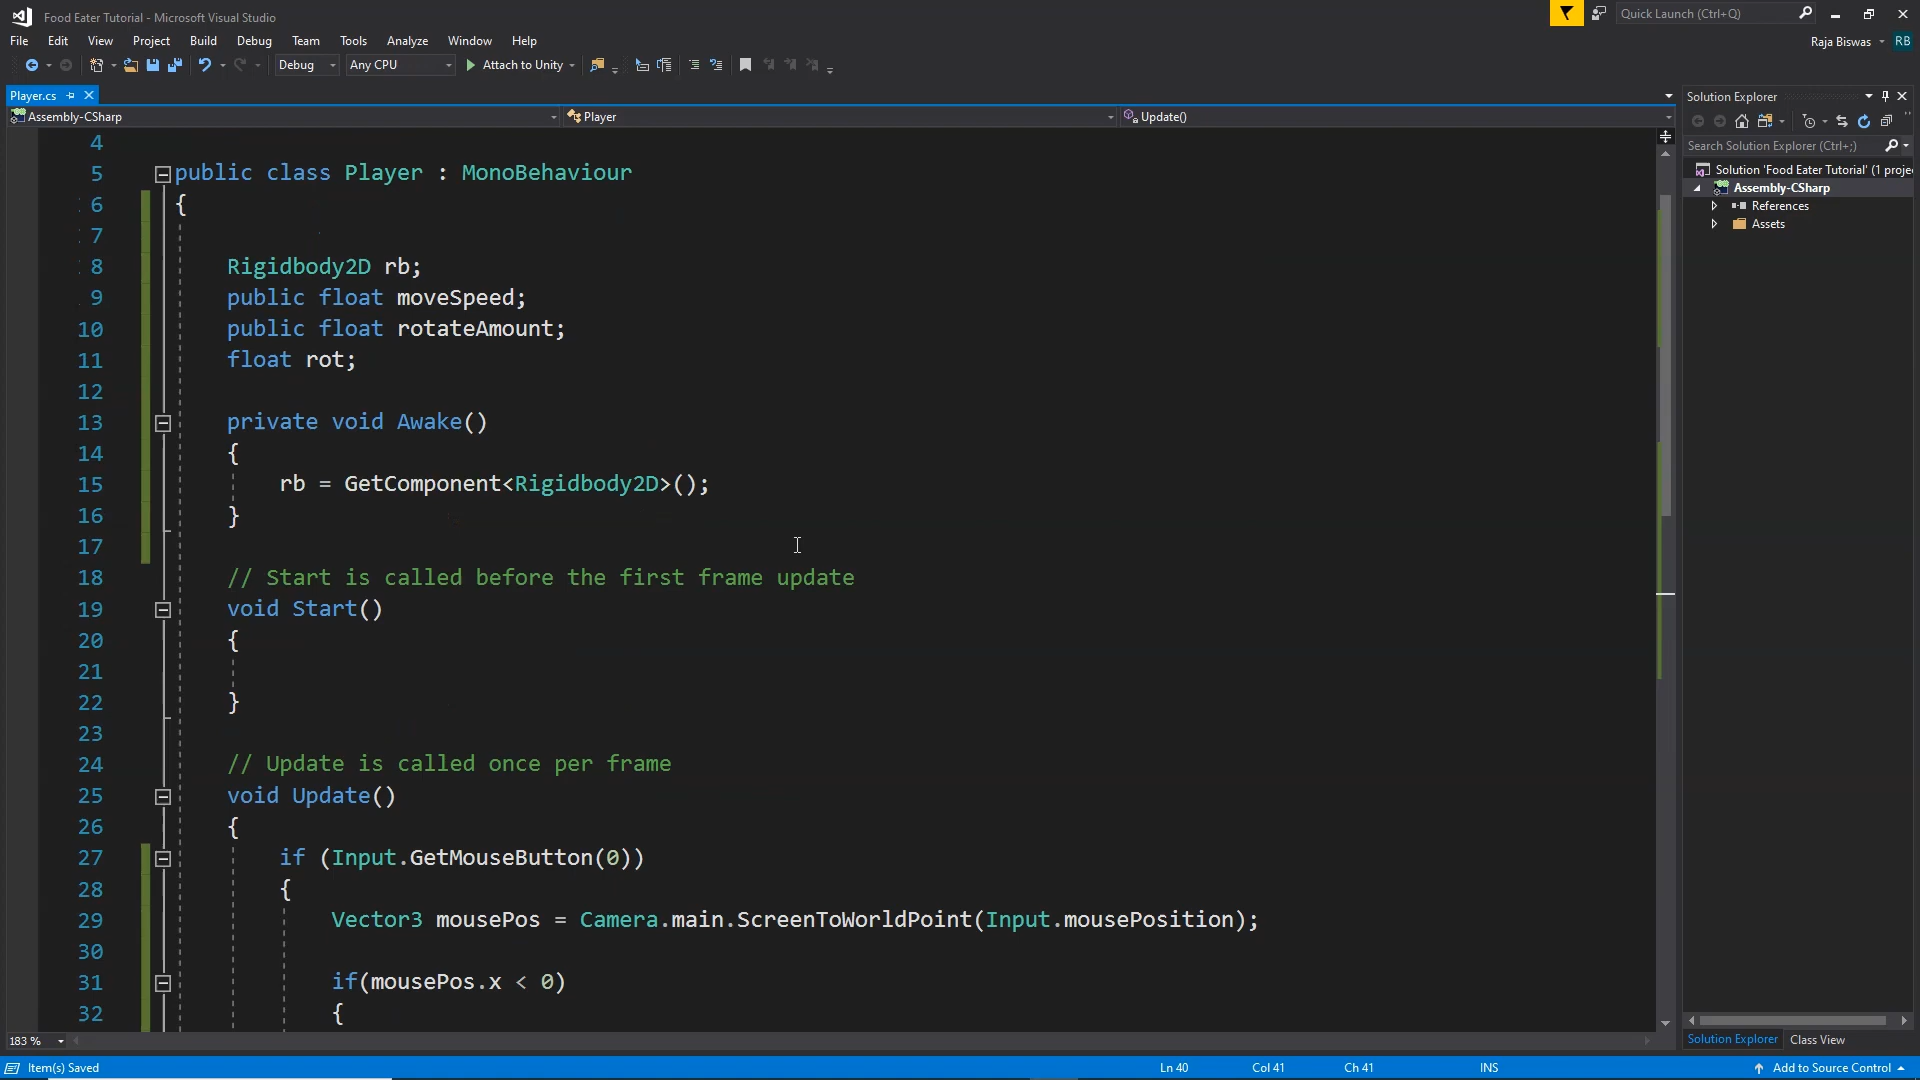 Food Eater Tutorial - Microsoft Visual Studio
Quick Launch (Ctrl+Q)
File Edit View Project Build Debug Team Tools Analyze Window Help
Raja Biswas RB
Debug Any CPU Attach to Unity
Player.cs
Assembly-CSharp Player Update()
4
5 public class Player : MonoBehaviour
6 {
7
8 Rigidbody2D rb;
9 public float moveSpeed;
10 public float rotateAmount;
11 float rot;
12
13 private void Awake()
14 {
15 rb = GetComponent<Rigidbody2D>();
16 }
17
18 // Start is called before the first frame update
19 void Start()
20 {
21
22 }
23
24 // Update is called once per frame
25 void Update()
26 {
27 if (Input.GetMouseButton(0))
28 {
29 Vector3 mousePos = Camera.main.ScreenToWorldPoint(Input.mousePosition);
30
31 if(mousePos.x < 0)
32 {
183 %
Solution Explorer
Search Solution Explorer (Ctrl+;)
Solution 'Food Eater Tutorial' (1 proje
Assembly-CSharp
References
Assets
Solution Explorer Class View
Item(s) Saved Ln 40 Col 41 Ch 41 INS Add to Source Control